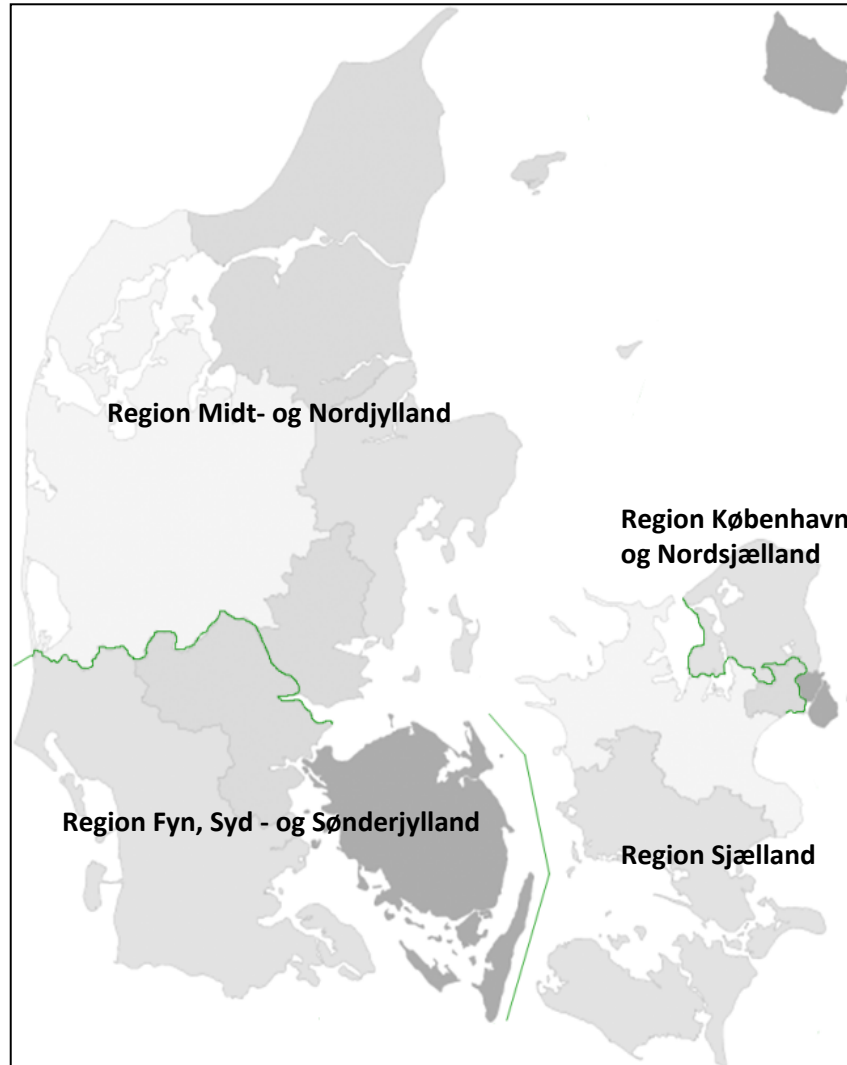 Region Midt- og Nordjylland
Region København
og Nordsjælland
Region Fyn, Syd - og Sønderjylland
Region Sjælland